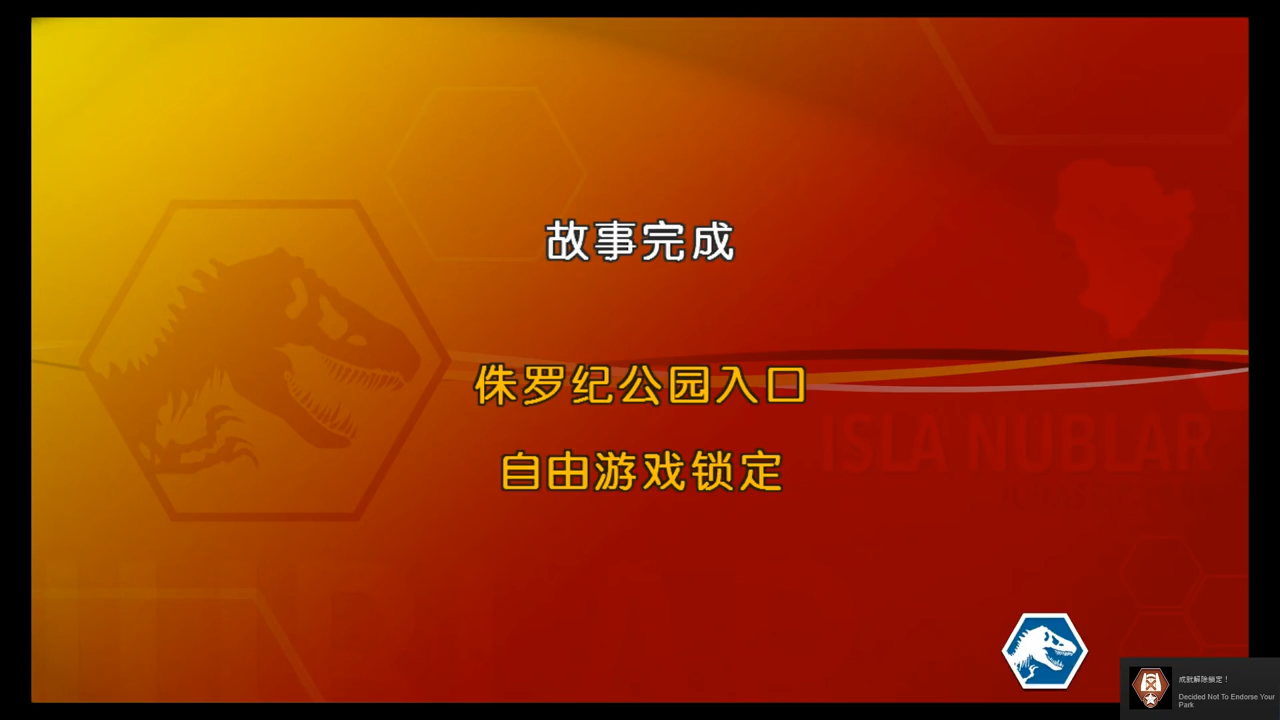 故事完成
侏罗纪公园入口
自由游戏锁定
ISLA NUBLAR
成就解除锁定！
Decided Not To Endorse Your
Park